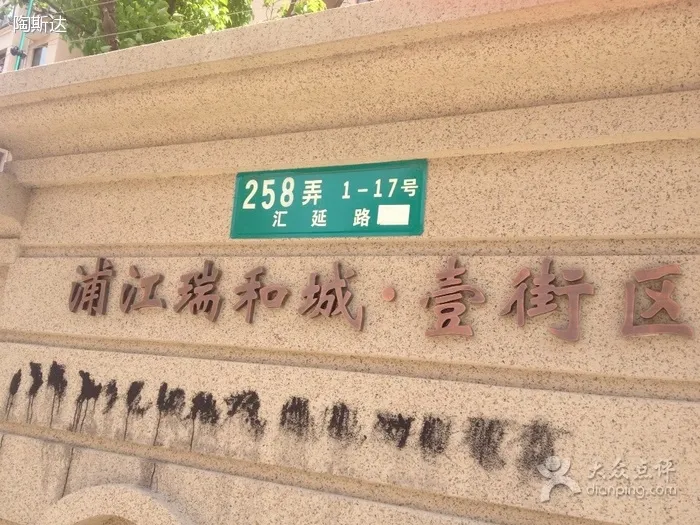 陶斯达
258弄 1-17号
汇延路
浦江瑞和城·壹街区
大众点评
dianping.com